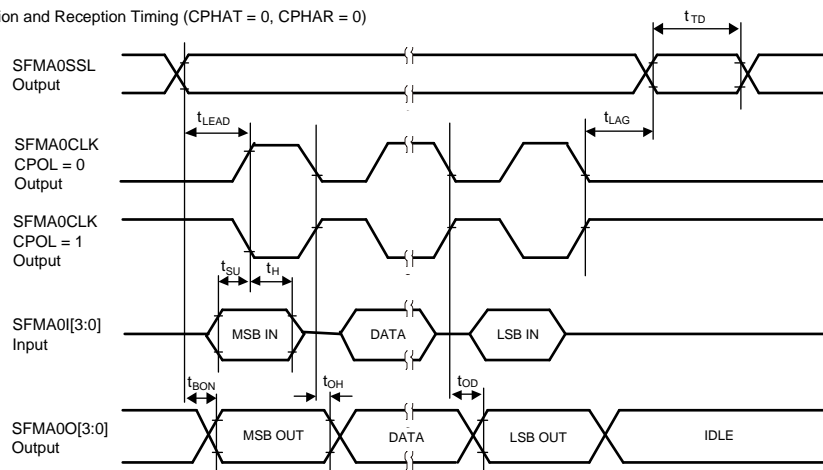 ion and Reception Timing (CPHAT = 0, CPHAR = 0)
tTD
SFMA0SSL
Output
tLEAD
tLAG
SFMA0CLK
CPOL = 0
Output
SFMA0CLK
CPOL = 1
Output
tSU
tH
SFMA0I[3:0]
Input
MSB IN
DATA
LSB IN
tBON
tOH
tOD
SFMA0O[3:0]
Output
MSB OUT
DATA
LSB OUT
IDLE